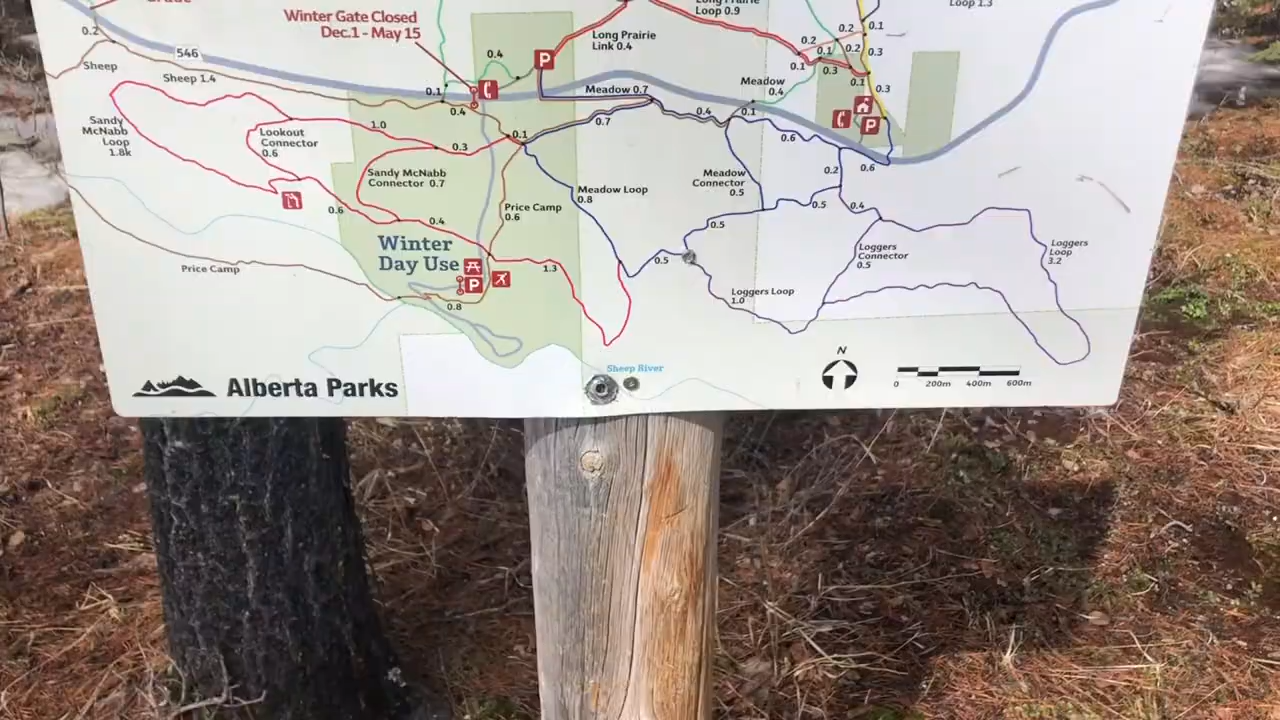 Winter Gate Closed
Dec.1 - May 15
Loop 0.9
Loop 1.3
0.2
546
Sheep
Sheep 1.4
0.4
P
Long Prairie
Link 0.4
0.2
0.1
0.2
0.1
0.2
0.3
0.1
0.3
0.1
0.3
Meadow
0.4
0.1
0.4
Meadow 0.7
0.7
0.4
0.1
0.6
P
0.6
Sandy
McNabb
Loop
1.8k
Lookout
Connector
0.6
1.0
0.3
0.1
Sandy McNabb
Connector 0.7
0.6
0.4
Price Camp
0.6
Meadow Loop
0.8
Meadow
Connector
0.5
0.2
0.5
0.4
0.5
0.5
Loggers
Connector
0.5
Loggers
Loop
3.2
Loggers Loop
1.0
Winter
Day Use
P
1.3
0.8
Price Camp
Sheep River
Alberta Parks
N
0
200m
400m
600m